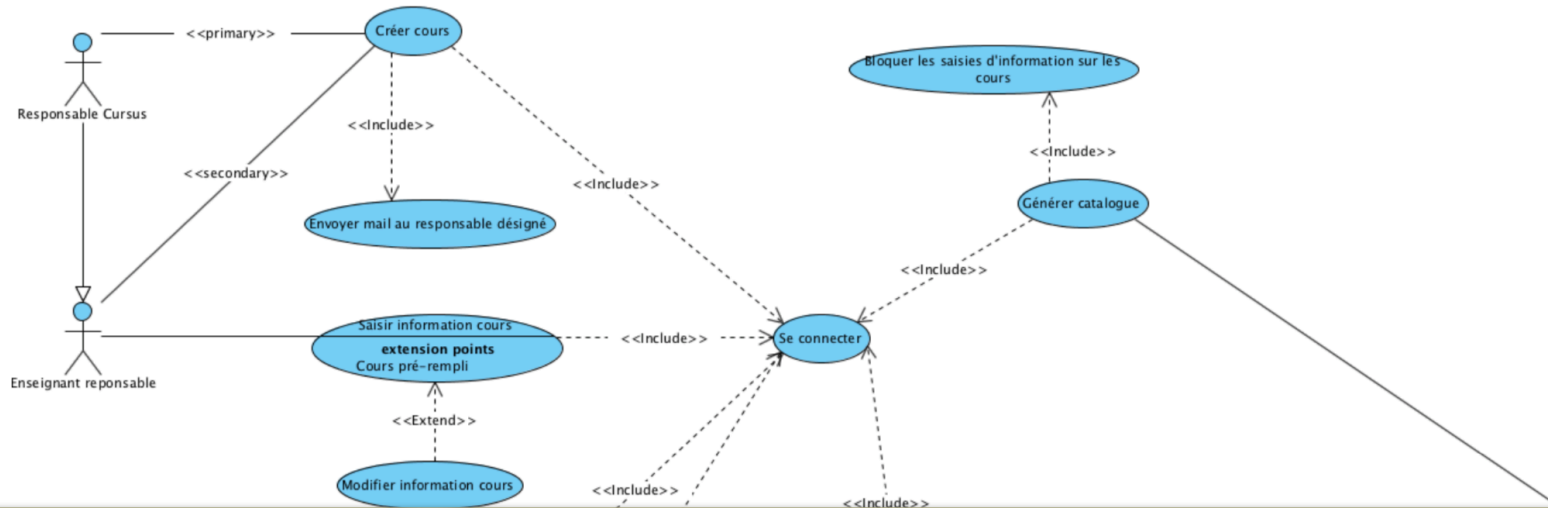 <<primary>>
Créer cours
Bloquer les saisies d'information sur les
cours
Responsable Cursus
<<Include>>
<<Include>>
<<secondary>>
<<Include>>
Générer catalogue
Envoyer mail au responsable désigné
<<Include>>
Saisir information cours
<<Include>>
Se connecter
extension points
Cours pré-rempli
Enseignant reponsable
<<Extend>>
Modifier information cours
<<Include>>
<<Include>>